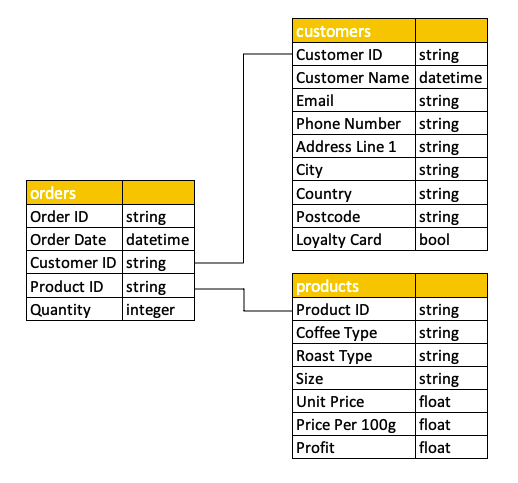 customers
Customer ID string
Customer Name datetime
Email string
Phone Number string
Address Line 1 string
City string
Country string
Postcode string
Loyalty Card bool
orders
Order ID string
Order Date datetime
Customer ID string
Product ID string
Quantity integer
products
Product ID string
Coffee Type string
Roast Type string
Size string
Unit Price float
Price Per 100g float
Profit float